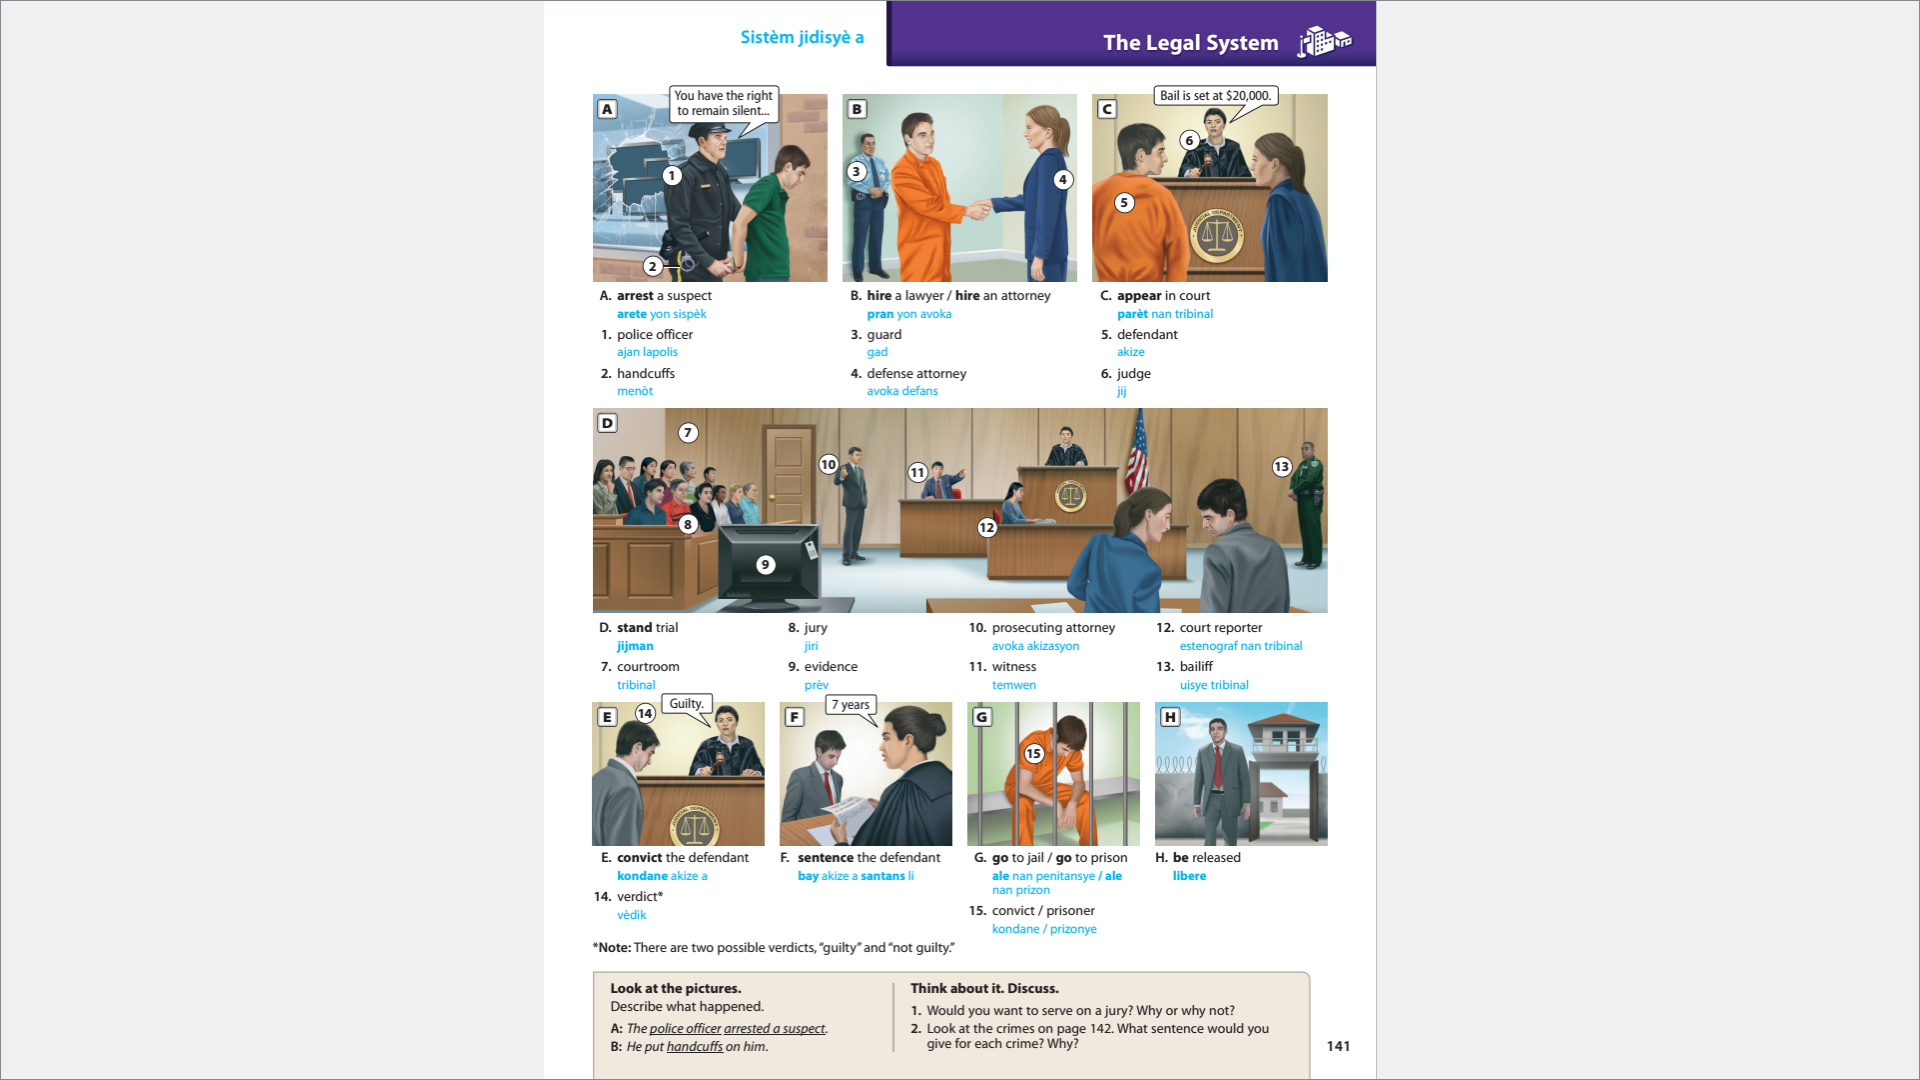 Sistèm jidisyè a
The Legal System
A
You have the right
to remain silent...
1
2
B
3
4
C
Bail is set at $20,000.
6
5
JUDICIAL DEPARTMENT
A. arrest a suspect
arete yon sispèk
1. police officer
ajan lapolis
2. handcuffs
menòt
B. hire a lawyer / hire an attorney
pran yon avoka
3. guard
gad
4. defense attorney
avoka defans
C. appear in court
parèt nan tribinal
5. defendant
akize
6. judge
jij
D
7
8
9
10
11
12
13
D. stand trial
jijman
7. courtroom
tribinal
8. jury
jiri
9. evidence
prèv
10. prosecuting attorney
avoka akizasyon
11. witness
temwen
12. court reporter
estenograf nan tribinal
13. bailiff
uisye tribinal
E
14
Guilty.
JUDICIAL DEPARTMENT
F
7 years
G
15
H
E. convict the defendant
kondane akize a
14. verdict*
vèdik
F. sentence the defendant
bay akize a santans li
G. go to jail / go to prison
ale nan penitansye / ale
nan prizon
15. convict / prisoner
kondane / prizonye
H. be released
libere
*Note: There are two possible verdicts, “guilty” and “not guilty.”
Look at the pictures.
Describe what happened.
A: The police officer arrested a suspect.
B: He put handcuffs on him.
Think about it. Discuss.
1. Would you want to serve on a jury? Why or why not?
2. Look at the crimes on page 142. What sentence would you
give for each crime? Why?
141